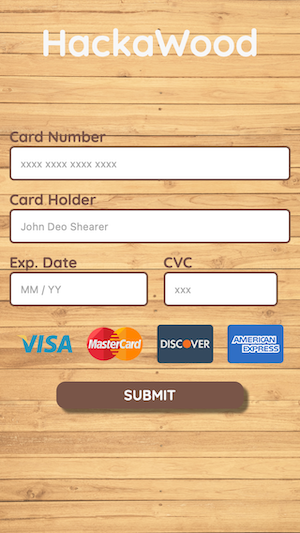 HackaWood
Card Number
xxxx xxxx xxxx xxxx
Card Holder
John Deo Shearer
Exp. Date
CVC
MM / YY
xxx
VISA
MasterCard
DISCOVER
AMERICAN
EXPRESS
SUBMIT